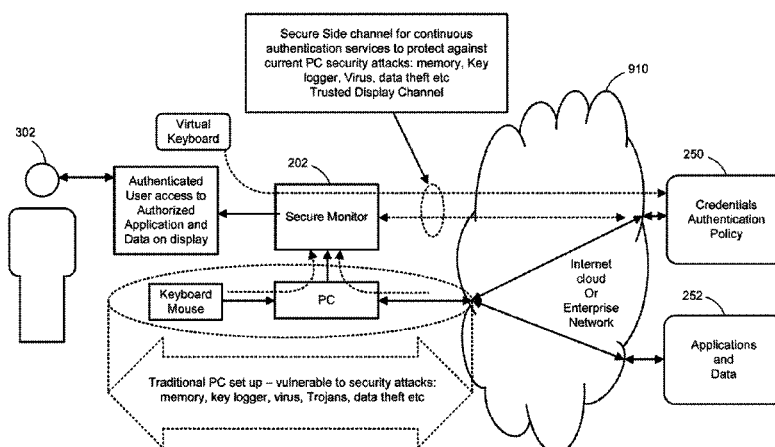 Secure Side channel for continuous
authentication services to protect against
current PC security attacks: memory, Key
logger, Virus, data theft etc
Trusted Display Channel
910
302
Virtual
Keyboard
202
250
Authenticated
User access to
Authorized
Application and
Data on display
Secure Monitor
Credentials
Authentication
Policy
Keyboard
Mouse
PC
Internet
cloud
Or
Enterprise
Network
252
Applications
and
Data
Traditional PC set up – vulnerable to security attacks:
memory, key logger, virus, Trojans, data theft etc